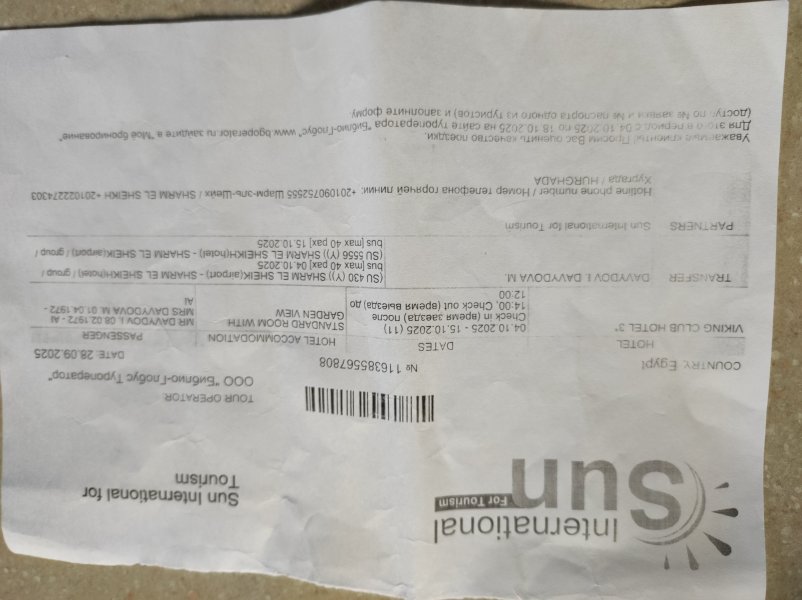 International
Sun
For Tourism
Sun International for
Tourism
TOUR OPERATOR:
ООО "Библио-Глобус Туроператор"
№ 116385567808
DATE: 28.09.2025
COUNTRY, Egypt
HOTEL
DATES
HOTEL ACCOMMODATION
PASSENGER
VIKING CLUB HOTEL 3*
04.10.2025 - 15.10.2025 (11)
Check in (время заезда) после
14:00, Check out (время выезда) до
12:00
STANDARD ROOM WITH
GARDEN VIEW
MR DAVYDOV I. 08.02.1972 - AI
MRS DAVYDOVA M. 01.04.1972 -
AI
TRANSFER
DAVYDOV I. DAVYDOVA M.
(SU 430 (Y)) SHARM EL SHEIK(airport) - SHARM EL SHEIKH(hotel) / group /
bus [max 40 pax] 04.10.2025
(SU 5556 (Y)) SHARM EL SHEIKH(hotel) - SHARM EL SHEIK(airport) / group /
bus [max 40 pax] 15.10.2025
PARTNERS
Sun International for Tourism
Hotline phone number / Номер телефона горячей линии: +201090752555 Шарм-эль-Шейх / SHARM EL SHEIKH +201022274303
Хургада / HURGHADA
Уважаемые клиенты! Просим Вас оценить качество поездки.
Для этого в период с 04.10.2025 по 18.10.2025 на сайте туроператора "Библио-Глобус" www.bgoperator.ru зайдите в "Моё бронирование"
(доступ: по № заявки и № паспорта одного из туристов) и заполните форму.